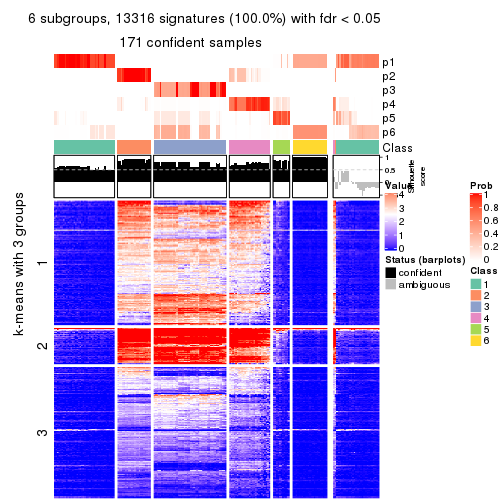 6 subgroups, 13316 signatures (100.0%) with fdr < 0.05
171 confident samples
p1
p2
p3
p4
p5
p6
Class
1
0.5
0
Silhouette
score
k-means with 3 groups
1
2
3
Value
4
3
2
1
0
Status (barplots)
confident
ambiguous
Prob
1
0.8
0.6
0.4
0.2
0
Class
1
2
3
4
5
6